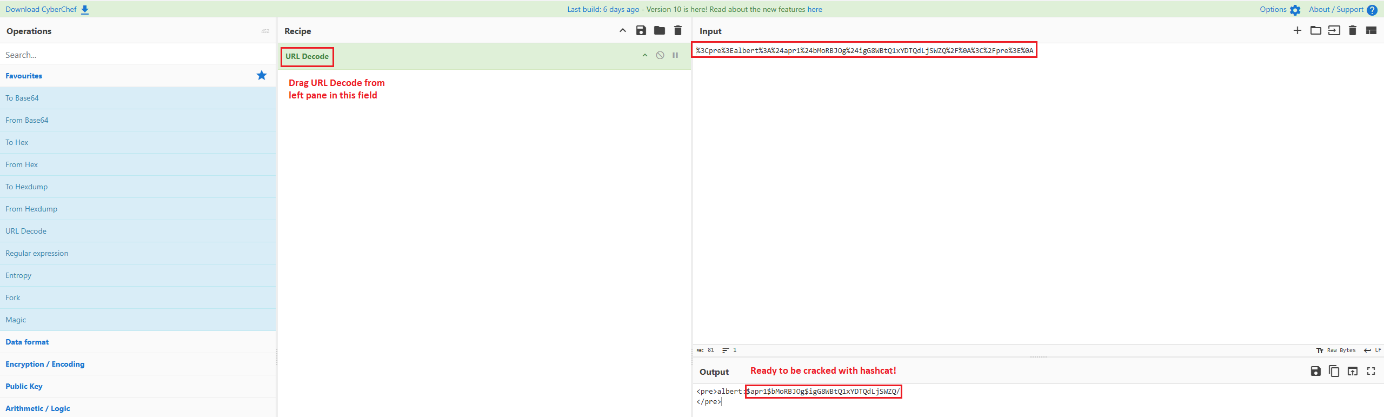 Download CyberChef
Last build: 6 days ago - Version 10 is here! Read about the new features here
Options
About / Support
Operations
Search...
Favourites
To Base64
From Base64
To Hex
From Hex
To Hexdump
From Hexdump
URL Decode
Regular expression
Entropy
Fork
Magic
Data format
Encryption / Encoding
Public Key
Arithmetic / Logic
Recipe
URL Decode
Drag URL Decode from
left pane in this field
Input
%3Cpre%3Ealbert%3A%24apr1%24bMoRBJOg%24igG8WBtQ1xYDTQdLjSWZQ%2F%0A%3C%2Fpre%3E%0A
81
1
Raw Bytes
LF
Output
Ready to be cracked with hashcat!
<pre>albert:$apr1$bMoRBJOg$igG8WBtQ1xYDTQdLjSWZQ/
</pre>